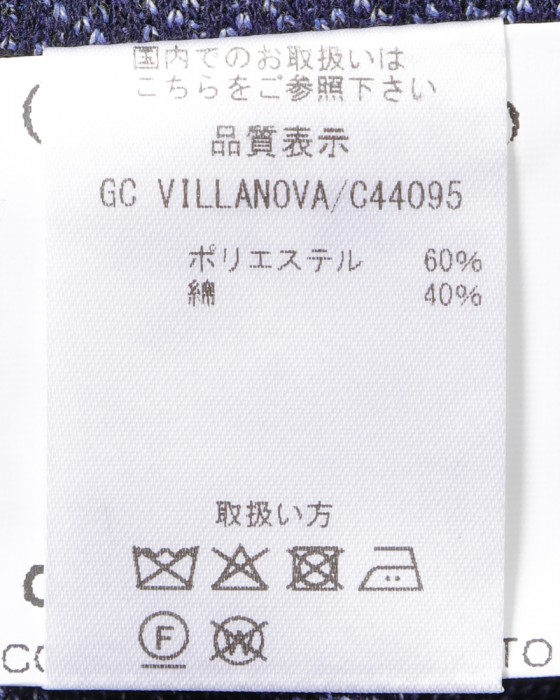 国内でのお取扱いは
こちらをご参照下さい
品質表示
GC VILLANOVA/C44095
ポリエステル 60%
綿 40%
取扱い方
F W